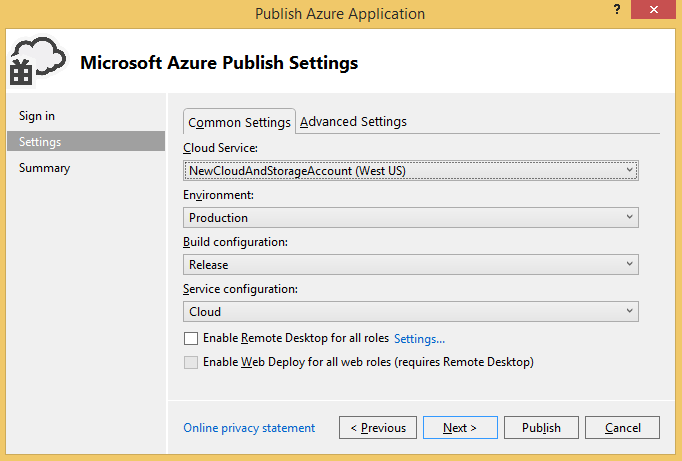 Publish Azure Application
?
Microsoft Azure Publish Settings
Sign in
Settings
Summary
Common Settings
Advanced Settings
Cloud Service:
NewCloudAndStorageAccount (West US)
Environment:
Production
Build configuration:
Release
Service configuration:
Cloud
Enable Remote Desktop for all roles Settings...
Enable Web Deploy for all web roles (requires Remote Desktop)
Online privacy statement
< Previous
Next >
Publish
Cancel